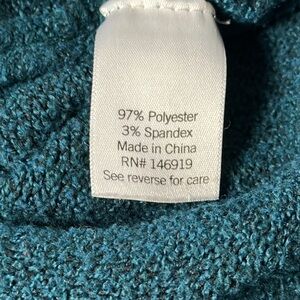 97% Polyester
3% Spandex
Made in China
RN# 146919
See reverse for care